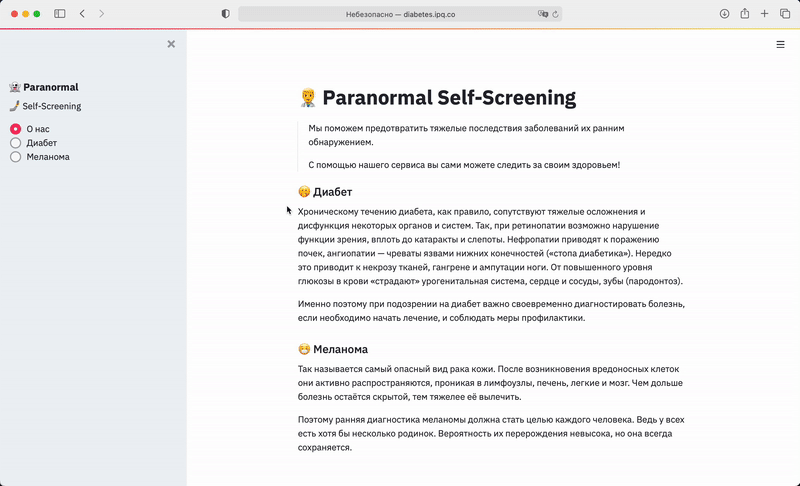 Небезопасно — diabetes.ipq.co
Paranormal
Self-Screening
О нас
Диабет
Меланома
Paranormal Self-Screening
Мы поможем предотвратить тяжелые последствия заболеваний их ранним
обнаружением.
С помощью нашего сервиса вы сами можете следить за своим здоровьем!
Диабет
Хроническому течению диабета, как правило, сопутствуют тяжелые осложнения и
дисфункция некоторых органов и систем. Так, при ретинопатии возможно нарушение
функции зрения, вплоть до катаракты и слепоты. Нефропатии приводят к поражению
почек, ангиопатии — чреваты язвами нижних конечностей («стопа диабетика»). Нередко
это приводит к некрозу тканей, гангрене и ампутации ноги. От повышенного уровня
глюкозы в крови «страдают» урогенитальная система, сердце и сосуды, зубы (пародонтоз).
Именно поэтому при подозрении на диабет важно своевременно диагностировать болезнь,
если необходимо начать лечение, и соблюдать меры профилактики.
Меланома
Так называется самый опасный вид рака кожи. После возникновения вредоносных клеток
они активно распространяются, проникая в лимфоузлы, печень, легкие и мозг. Чем дольше
болезнь остаётся скрытой, тем тяжелее её вылечить.
Поэтому ранняя диагностика меланомы должна стать целью каждого человека. Ведь у всех
есть хотя бы несколько родинок. Вероятность их перерождения невысока, но она всегда
сохраняется.